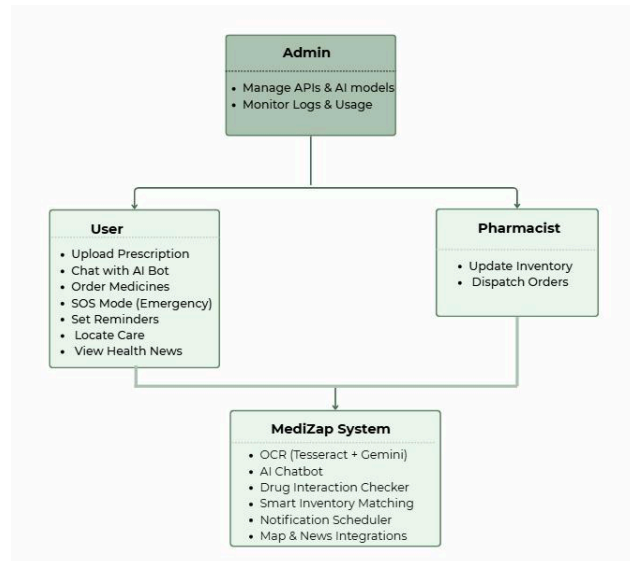 Admin
• Manage APIs & AI models
• Monitor Logs & Usage
User
• Upload Prescription
• Chat with AI Bot
• Order Medicines
• SOS Mode (Emergency)
• Set Reminders
• Locate Care
• View Health News
Pharmacist
• Update Inventory
• Dispatch Orders
MediZap System
• OCR (Tesseract + Gemini)
• AI Chatbot
• Drug Interaction Checker
• Smart Inventory Matching
• Notification Scheduler
• Map & News Integrations